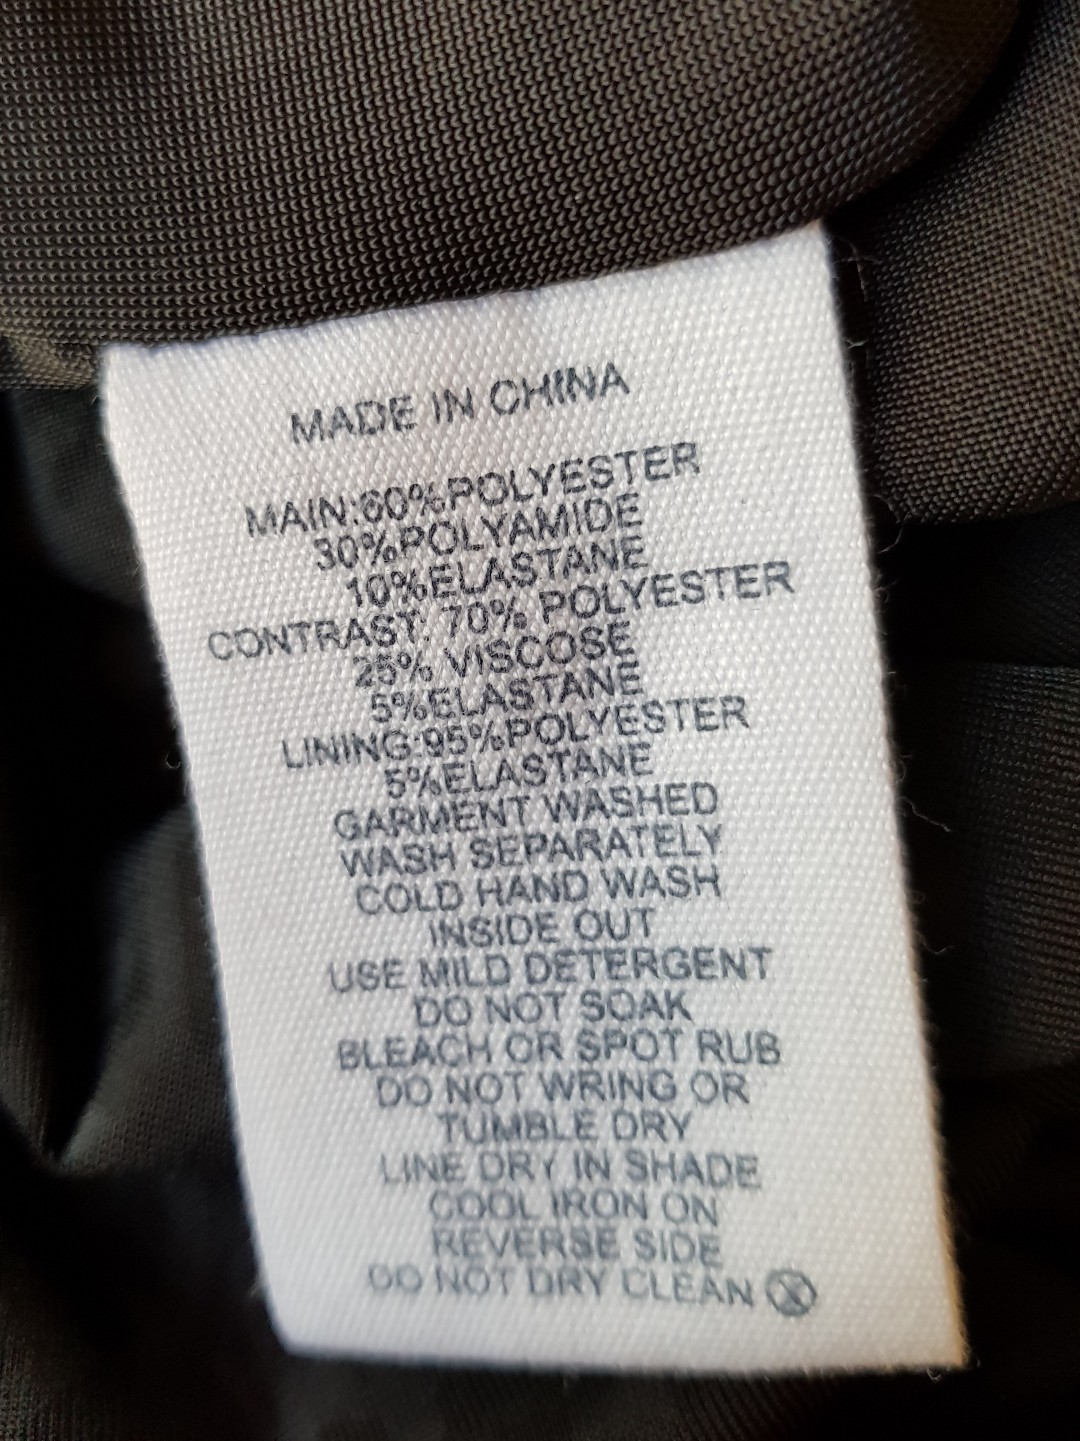 MADE IN CHINA
MAIN:60%POLYESTER
30%POLYAMIDE
10%ELASTANE
CONTRAST: 70% POLYESTER
25% VISCOSE
5%ELASTANE
LINING:95%POLYESTER
5%ELASTANE
GARMENT WASHED
WASH SEPARATELY
COLD HAND WASH
INSIDE OUT
USE MILD DETERGENT
DO NOT SOAK
BLEACH OR SPOT RUB
DO NOT WRING OR
TUMBLE DRY
LINE DRY IN SHADE
COOL IRON ON
REVERSE SIDE
DO NOT DRY CLEAN